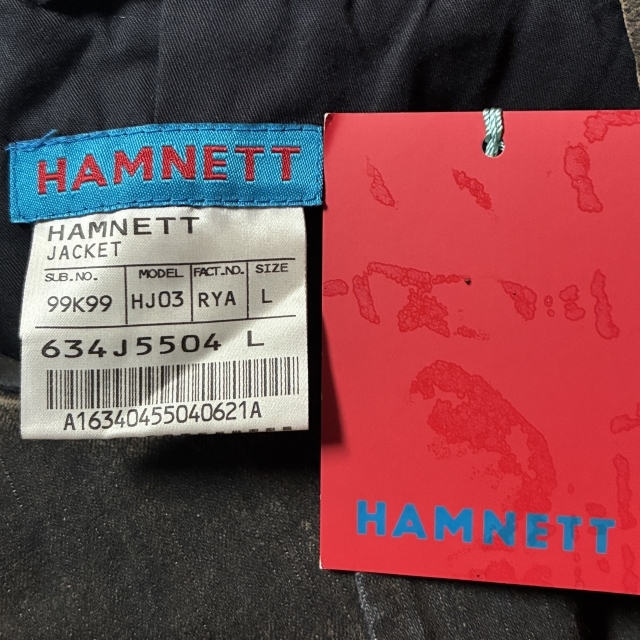 HAMNETT
HAMNETT
JACKET
SUB.NO. MODEL FACT.NO. SIZE
99K99 HJ03 RYA L
634J5504 L
A16340455040621A
HAMNETT